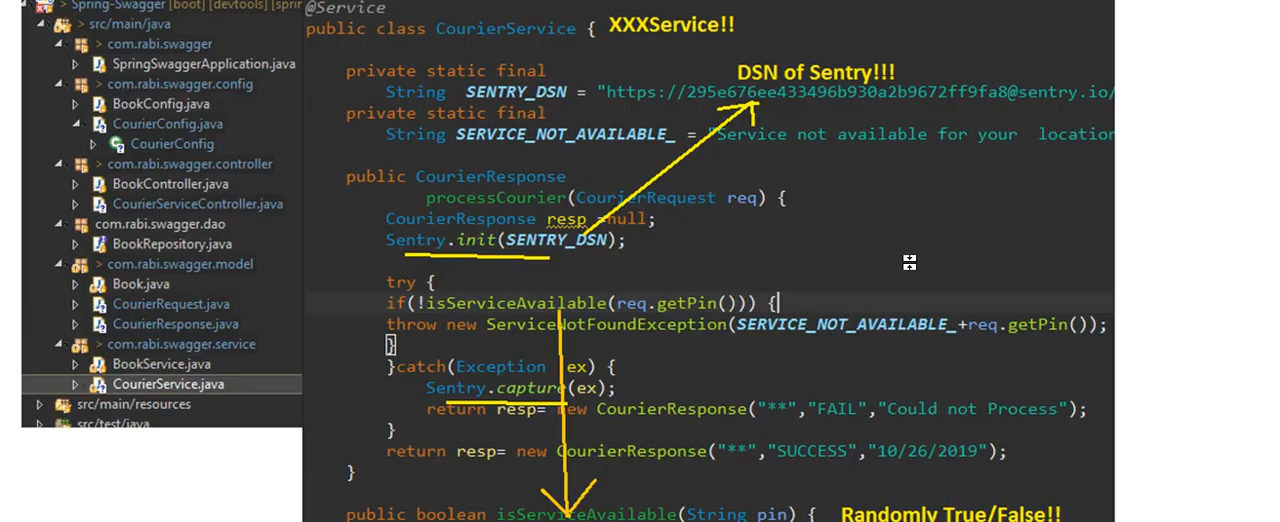 > Spring-Swagger [boot] [devtools] [sprin
> src/main/java
> com.rabi.swagger
SpringSwaggerApplication.java
> com.rabi.swagger.config
BookConfig.java
CourierConfig.java
CourierConfig
> com.rabi.swagger.controller
BookController.java
CourierServiceController.java
com.rabi.swagger.dao
BookRepository.java
> com.rabi.swagger.model
Book.java
CourierRequest.java
CourierResponse.java
> com.rabi.swagger.service
BookService.java
CourierService.java
src/main/resources
src/test/java
@Service
public class CourierService { XXXService!!
private static final DSN of Sentry!!!
String SENTRY_DSN = "https://295e676ee433496b930a2b9672ff9fa8@sentry.io/
private static final
String SERVICE_NOT_AVAILABLE_ = "Service not available for your location
public CourierResponse
processCourier(CourierRequest req) {
CourierResponse resp =null;
Sentry.init(SENTRY_DSN);
try {
if(!isServiceAvailable(req.getPin())) {
throw new ServiceNotFoundException(SERVICE_NOT_AVAILABLE_+req.getPin());
}
}catch(Exception ex) {
Sentry.capture(ex);
return resp= new CourierResponse("**","FAIL","Could not Process");
}
return resp= new CourierResponse("**","SUCCESS","10/26/2019");
}
public boolean isServiceAvailable(String pin) { Randomly True/False!!